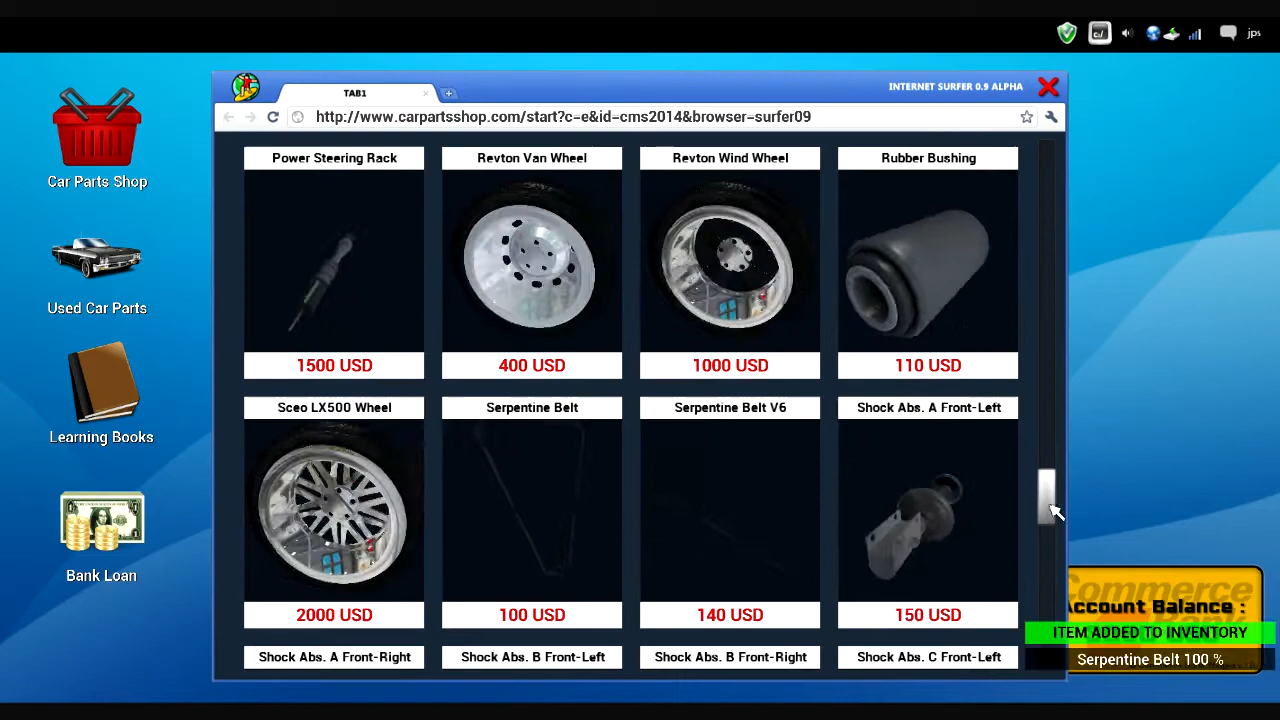 jps
TAB1
INTERNET SURFER 0.9 ALPHA
http://www.carpartsshop.com/start?c-e&id-cms2014&browser-surfer09
Car Parts Shop
Used Car Parts
Learning Books
Bank Loan
Power Steering Rack
Revton Van Wheel
Revton Wind Wheel
Rubber Bushing
1500 USD
400 USD
1000 USD
110 USD
Sceo LX500 Wheel
Serpentine Belt
Serpentine Belt V6
Shock Abs. A Front-Left
2000 USD
100 USD
140 USD
150 USD
Shock Abs. A Front-Right
Shock Abs. B Front-Left
Shock Abs. B Front-Right
Shock Abs. C Front-Left
Commerce
Account Balance :
ITEM ADDED TO INVENTORY
Serpentine Belt 100 %